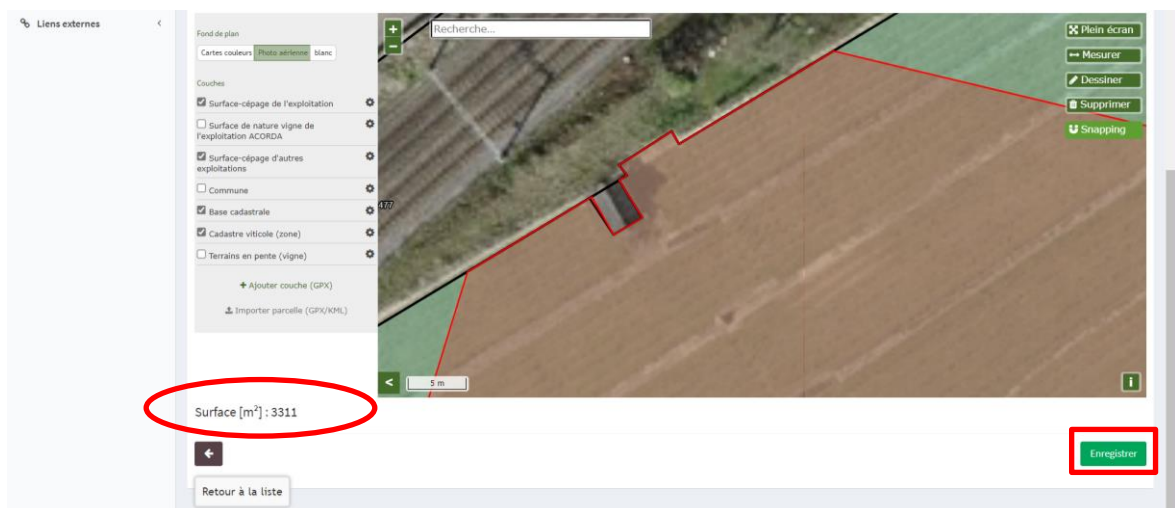 Liens externes
Fond de plan
Cartes couleurs Photo aérienne blanc
Couches
Surface-cépage de l'exploitation
Surface de nature vigne de
l'exploitation ACORDA
Surface-cépage d'autres
exploitations
Commune
Base cadastrale
Cadastre viticole (zone)
Terrains en pente (vigne)
+ Ajouter couche (GPX)
Importer parcelle (GPX/KML)
+
−
Recherche...
Plein écran
Mesurer
Dessiner
Supprimer
Snapping
477
<
5 m
i
Surface [m²] : 3311
Enregistrer
Retour à la liste